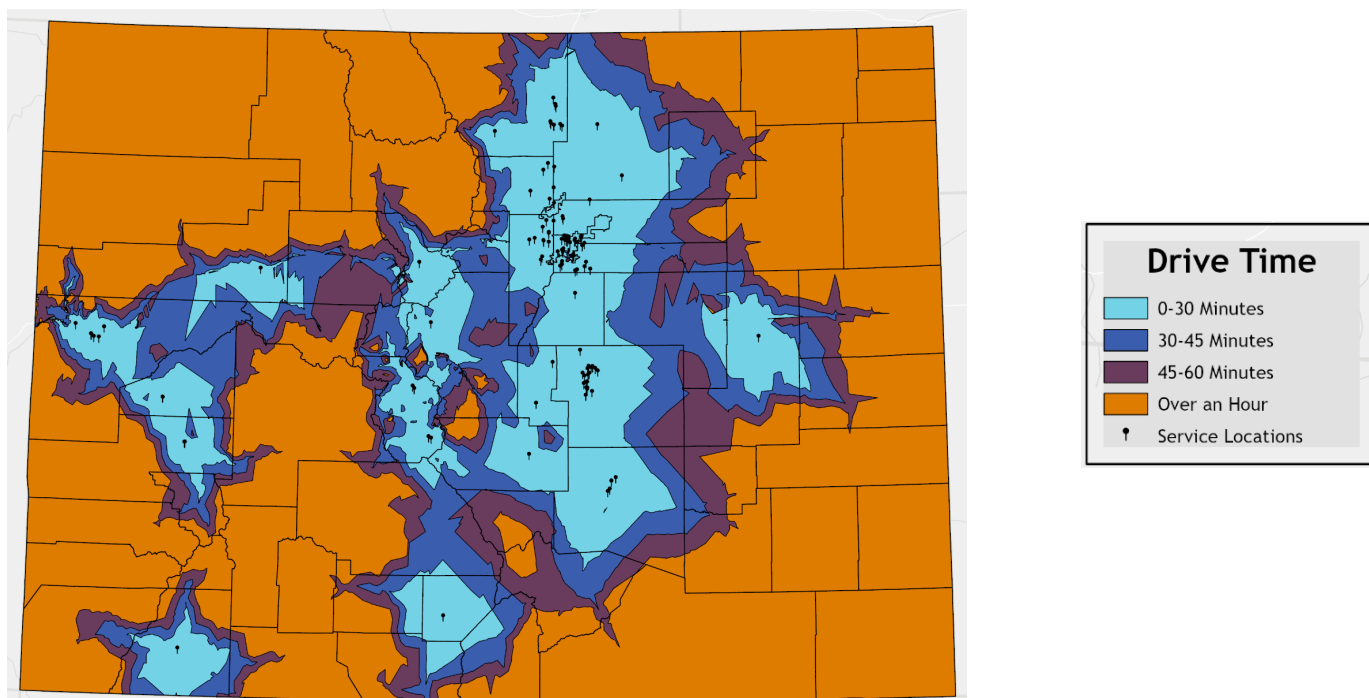 Drive Time
0-30 Minutes
30-45 Minutes
45-60 Minutes
Over an Hour
Service Locations